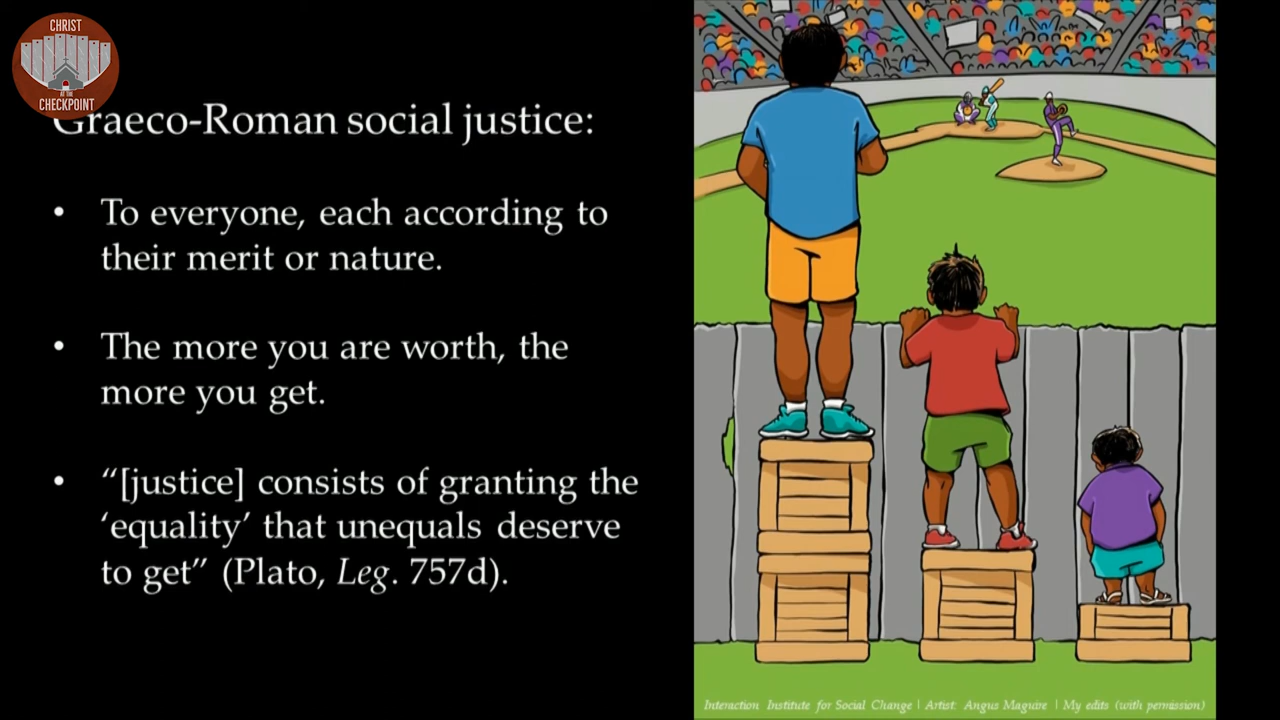 CHRIST
AT THE
CHECKPOINT
Graeco-Roman social justice:
• To everyone, each according to
their merit or nature.
• The more you are worth, the
more you get.
• “[justice] consists of granting the
‘equality’ that unequals deserve
to get” (Plato, Leg. 757d).
Interaction Institute for Social Change | Artist: Angus Maguire | My edits (with permission)